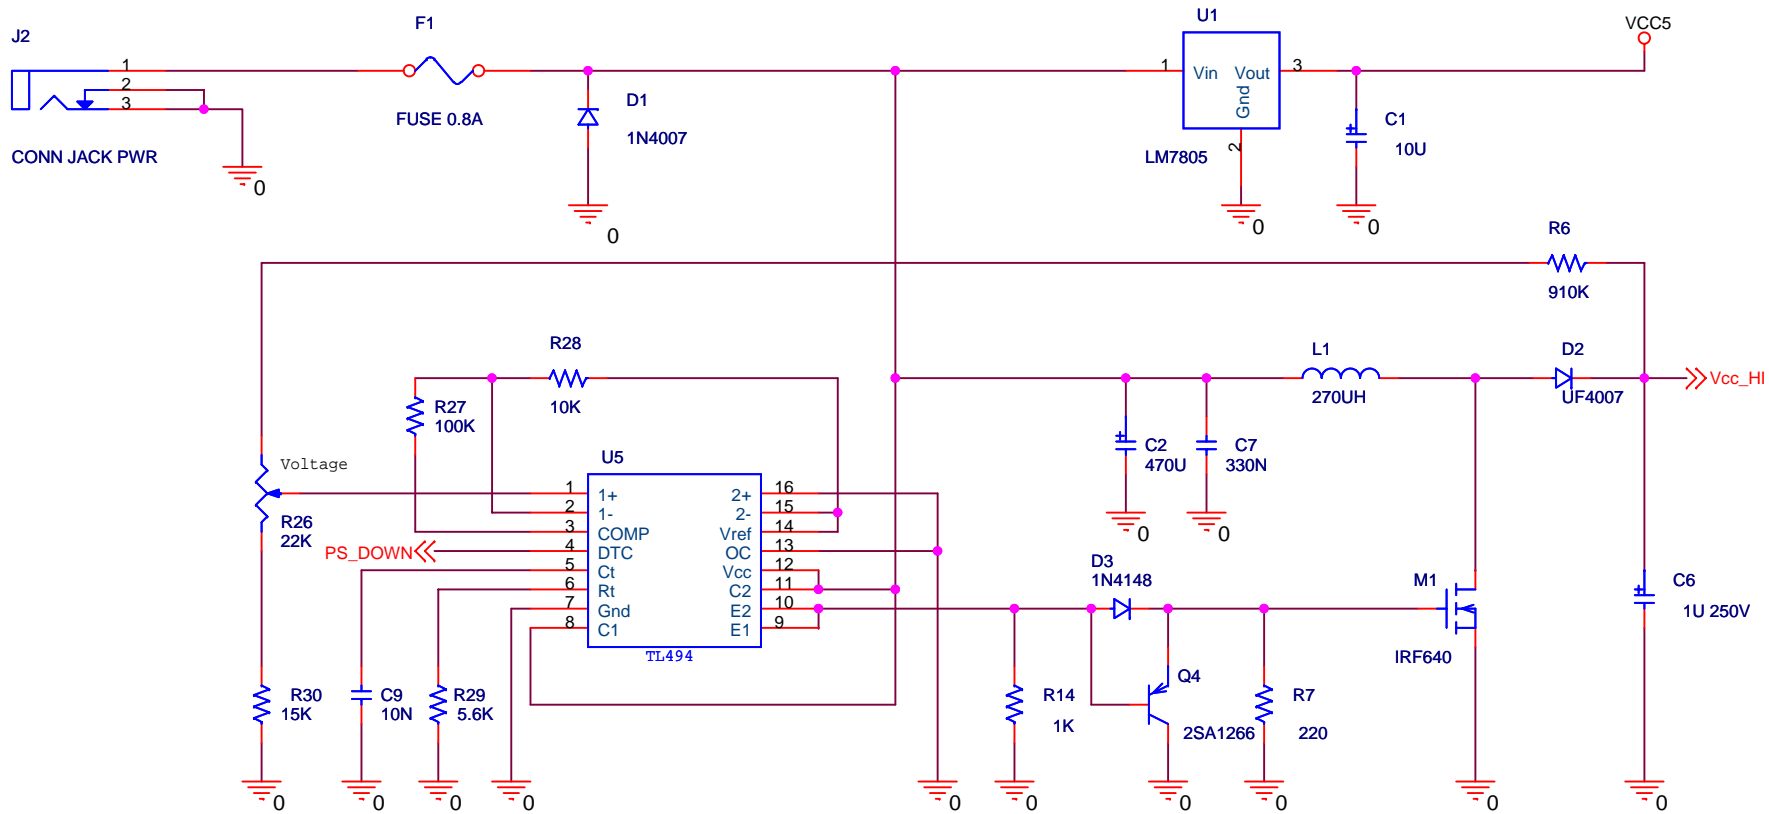 J2
1
2
3
CONN JACK PWR
0
F1
FUSE 0.8A
D1
1N4007
0
U1
1
Vin
Vout
3
Gnd
2
LM7805
0
C1
10U
0
VCC5
R6
910K
R28
10K
R27
100K
Voltage
R26
22K
PS_DOWN
U5
1
1+
2
1-
3
COMP
4
DTC
5
Ct
6
Rt
7
Gnd
8
C1
2+
16
2-
15
Vref
14
OC
13
Vcc
12
C2
11
E2
10
E1
9
TL494
L1
270UH
D2
UF4007
Vcc_HI
C2
470U
0
C7
330N
0
D3
1N4148
M1
IRF640
C6
1U 250V
R30
15K
0
C9
10N
0
R29
5.6K
0
0
0
R14
1K
0
Q4
2SA1266
0
R7
220
0
0
0